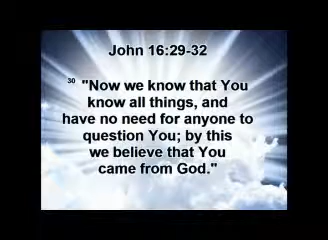 John 16:29-32
30 "Now we know that You
know all things, and
have no need for anyone to
question You; by this
we believe that You
came from God."